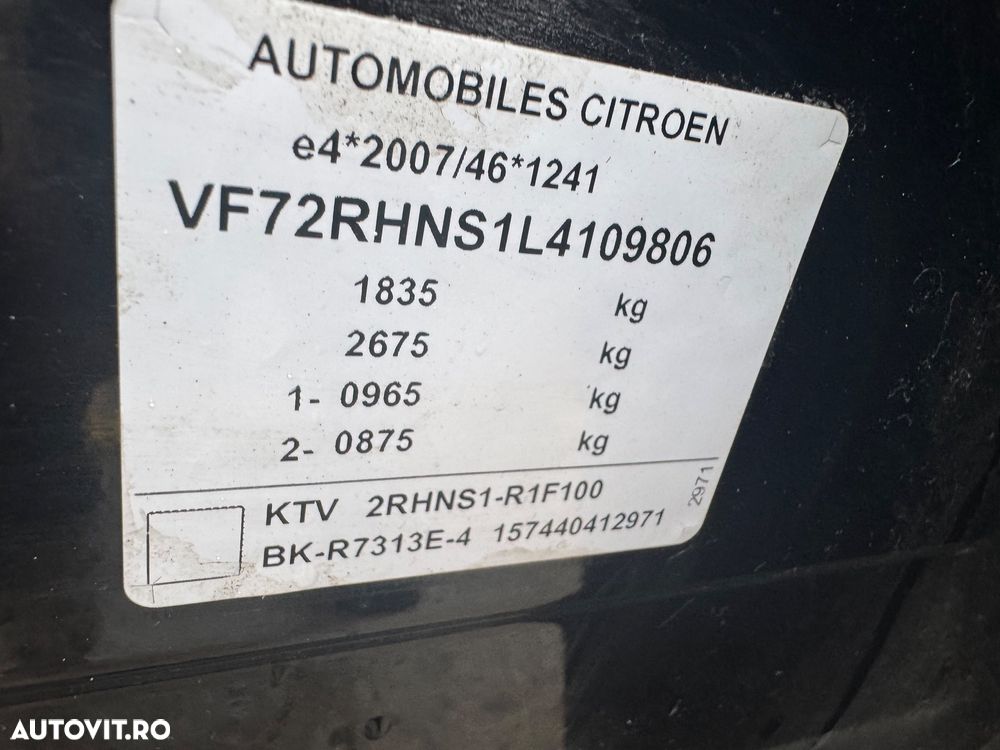 AUTOMOBILES CITROEN
e4*2007/46*1241
VF72RHNS1L4109806
1835 kg
2675 kg
1- 0965 kg
2- 0875 kg
KTV 2RHNS1-R1F100
BK-R7313E-4 157440412971
2971
AUTOVIT.RO